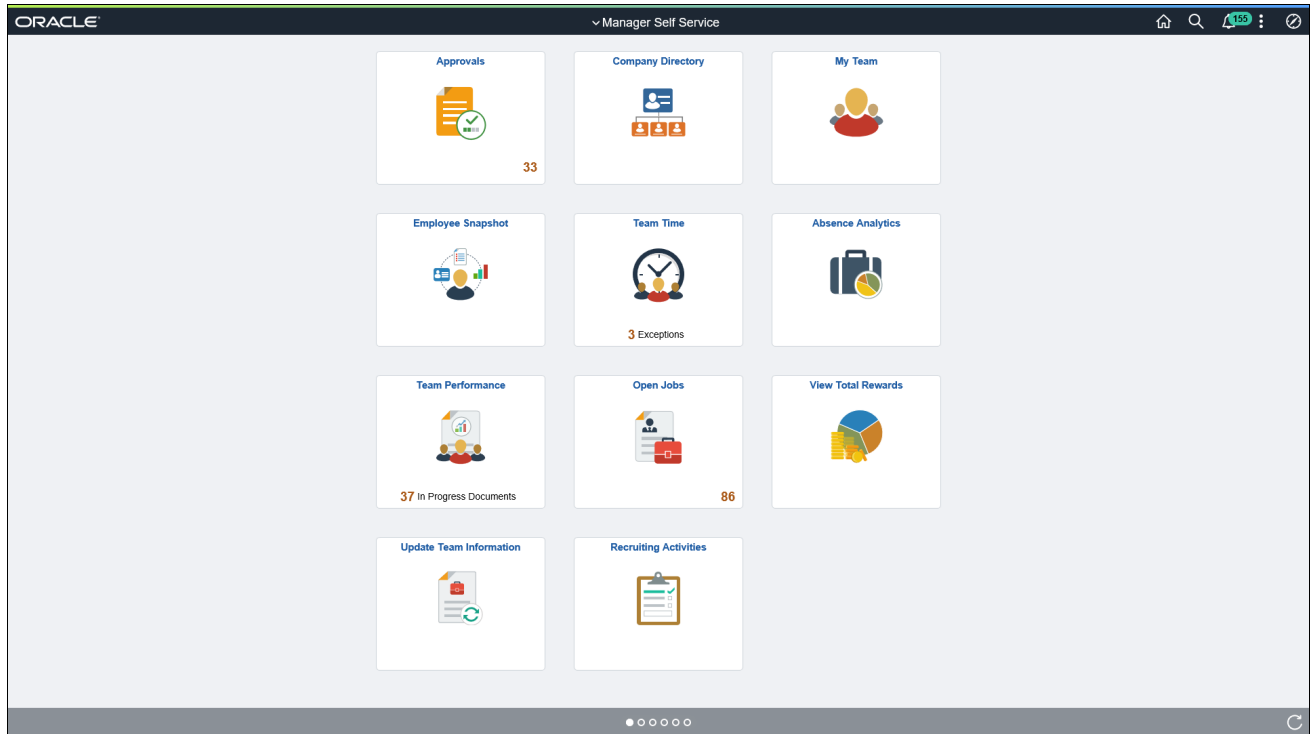 ORACLE
Manager Self Service
155
Approvals
33
Company Directory
My Team
Employee Snapshot
Team Time
3 Exceptions
Absence Analytics
Team Performance
37 In Progress Documents
Open Jobs
86
View Total Rewards
Update Team Information
Recruiting Activities